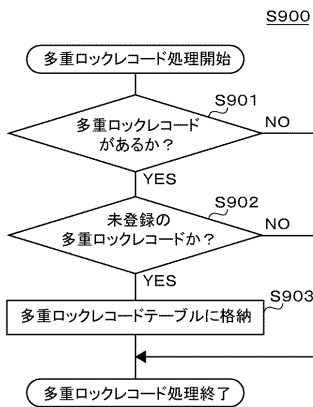 S900
多重ロックレコード処理開始
S901
多重ロックレコード
があるか?
NO
YES
S902
未登録の
多重ロックレコードか?
NO
YES
S903
多重ロックレコードテーブルに格納
多重ロックレコード処理終了